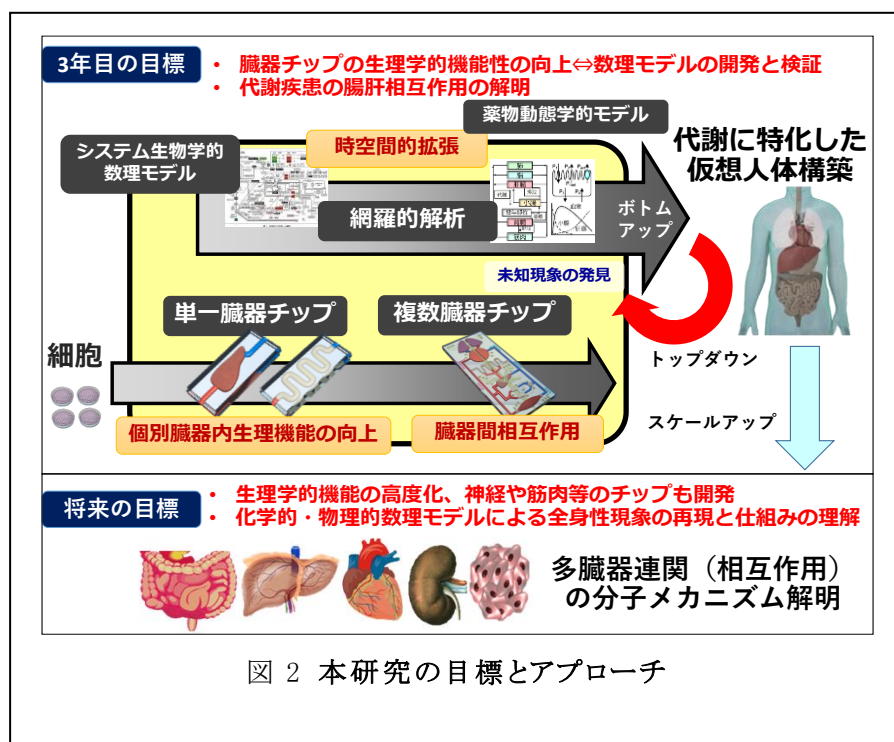 3年目の目標
• 臓器チップの生理学的機能性の向上⇔数理モデルの開発と検証
• 代謝疾患の腸肝相互作用の解明
薬物動態学的モデル
システム生物学的
数理モデル
時空間的拡張
代謝に特化した
仮想人体構築
網羅的解析
ボトム
アップ
未知現象の発見
単一臓器チップ
複数臓器チップ
細胞
トップダウン
個別臓器内生理機能の向上
臓器間相互作用
スケールアップ
将来の目標
• 生理学的機能の高度化、神経や筋肉等のチップも開発
• 化学的・物理的数理モデルによる全身性現象の再現と仕組みの理解
多臓器連関（相互作用）
の分子メカニズム解明
図 2 本研究の目標とアプローチ